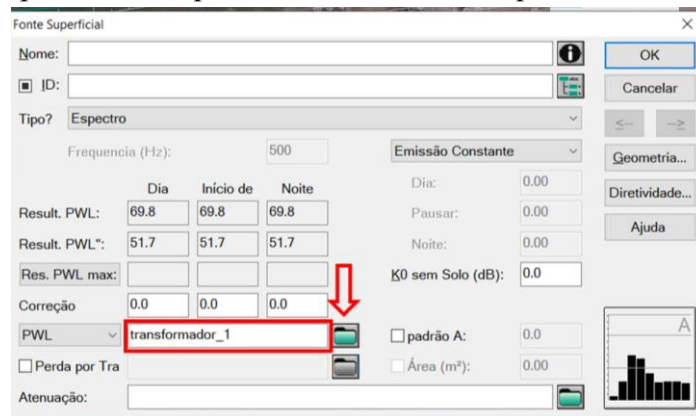 Fonte Superficial ×
Nome:
ID:
Tipo? Espectro
Frequencia (Hz): 500 Emissão Constante
Dia Início de Noite Dia: 0.00
Result. PWL: 69.8 69.8 69.8 Pausar: 0.00
Result. PWL": 51.7 51.7 51.7 Noite: 0.00
Res. PWL max: K0 sem Solo (dB): 0.0
Correção 0.0 0.0 0.0
PWL transformador_1 padrão A: 0.0
Perda por Tra Área (m²): 0.00
Atenuação:
OK
Cancelar
<-- -->
Geometria...
Diretividade...
Ajuda
A